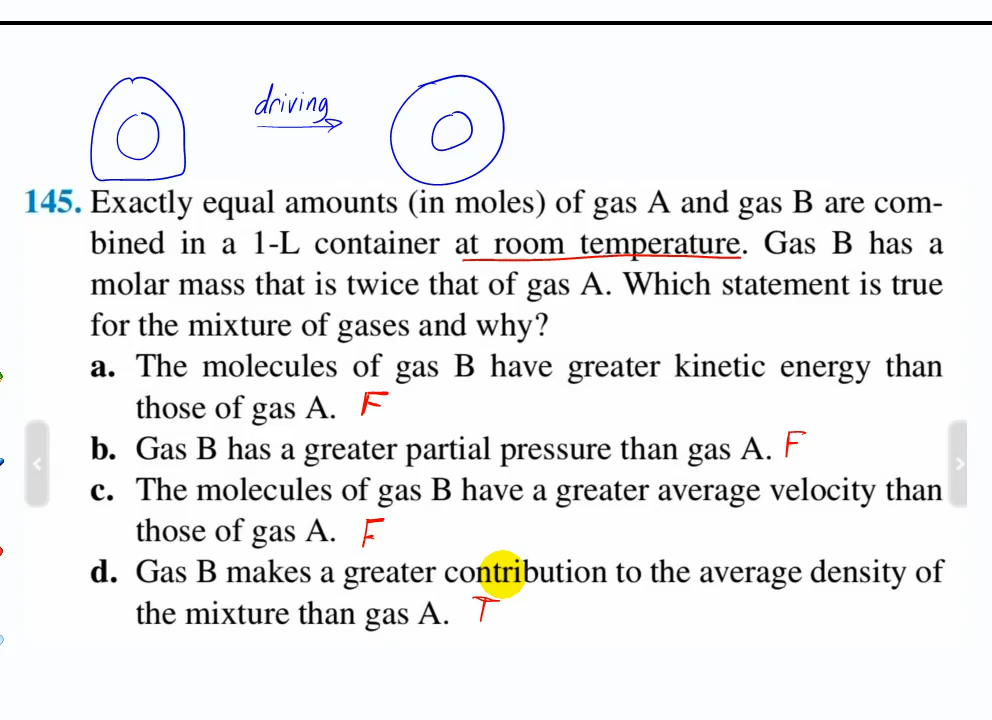 driving
145. Exactly equal amounts (in moles) of gas A and gas B are com-
bined in a 1-L container at room temperature. Gas B has a
molar mass that is twice that of gas A. Which statement is true
for the mixture of gases and why?
a. The molecules of gas B have greater kinetic energy than
those of gas A. F
b. Gas B has a greater partial pressure than gas A. F
c. The molecules of gas B have a greater average velocity than
those of gas A. F
d. Gas B makes a greater contribution to the average density of
the mixture than gas A. T